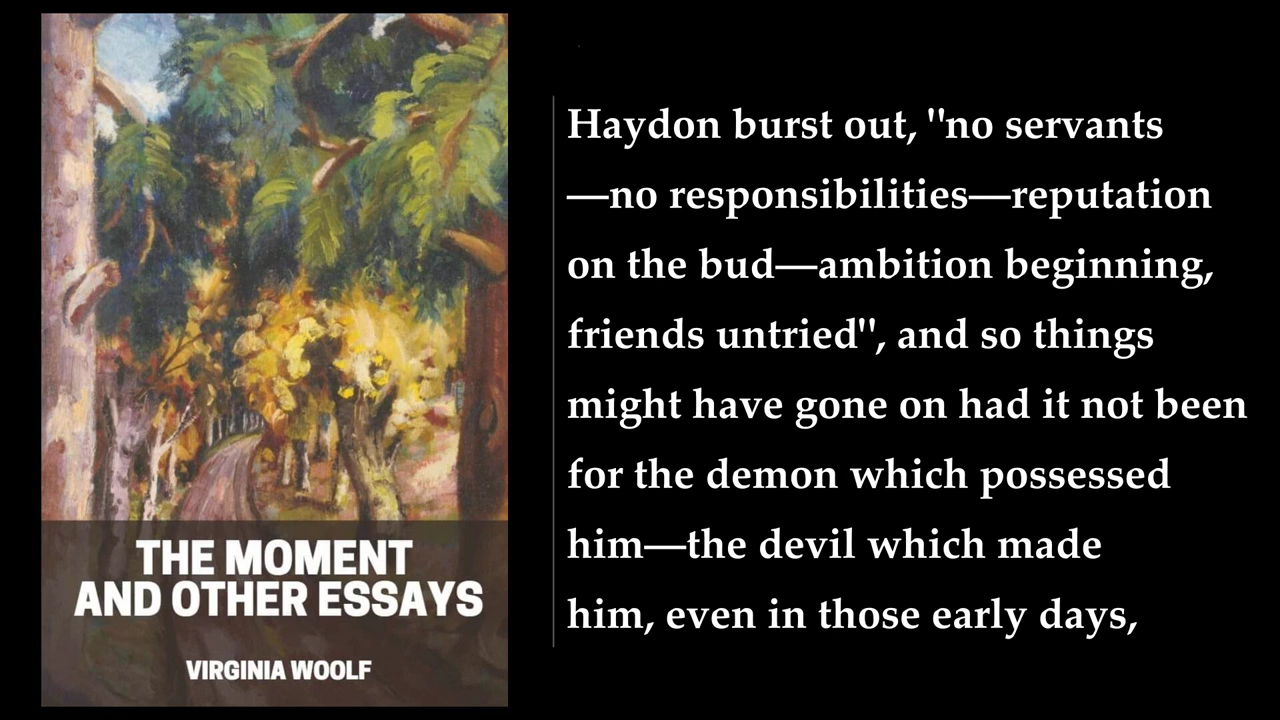 THE MOMENT
AND OTHER ESSAYS
VIRGINIA WOOLF
Haydon burst out, "no servants
—no responsibilities—reputation
on the bud—ambition beginning,
friends untried", and so things
might have gone on had it not been
for the demon which possessed
him—the devil which made
him, even in those early days,